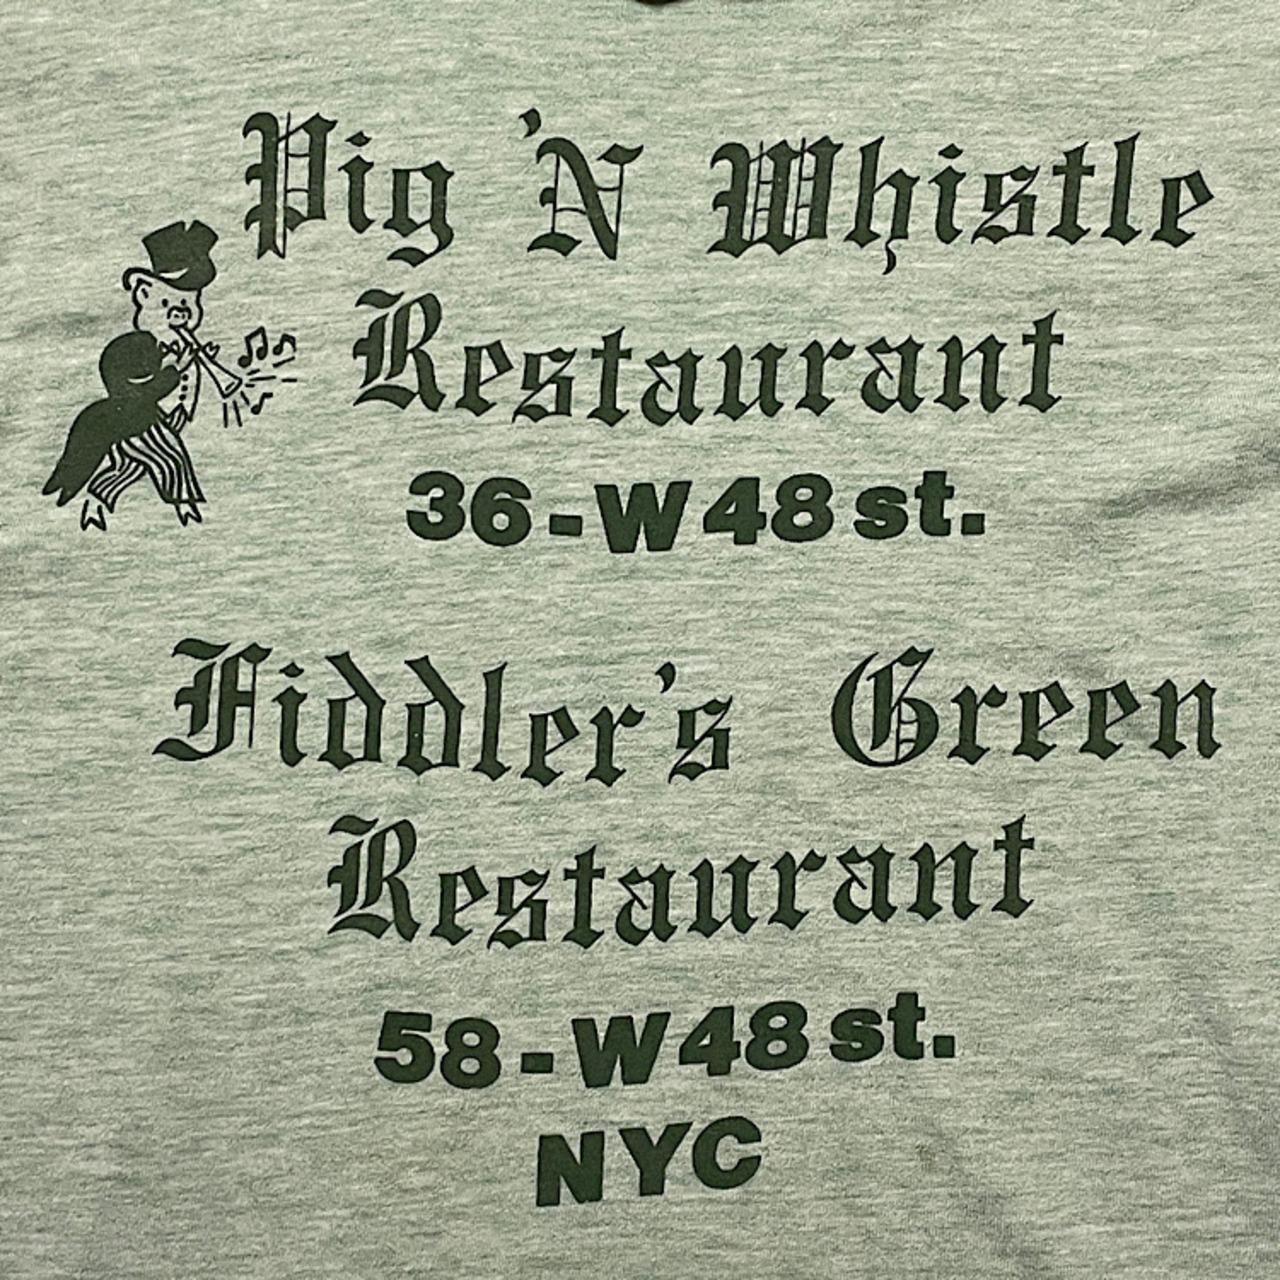 Pig 'N Whistle
Restaurant
36-W48 st.
Fiddler's Green
Restaurant
58-W48 st.
NYC